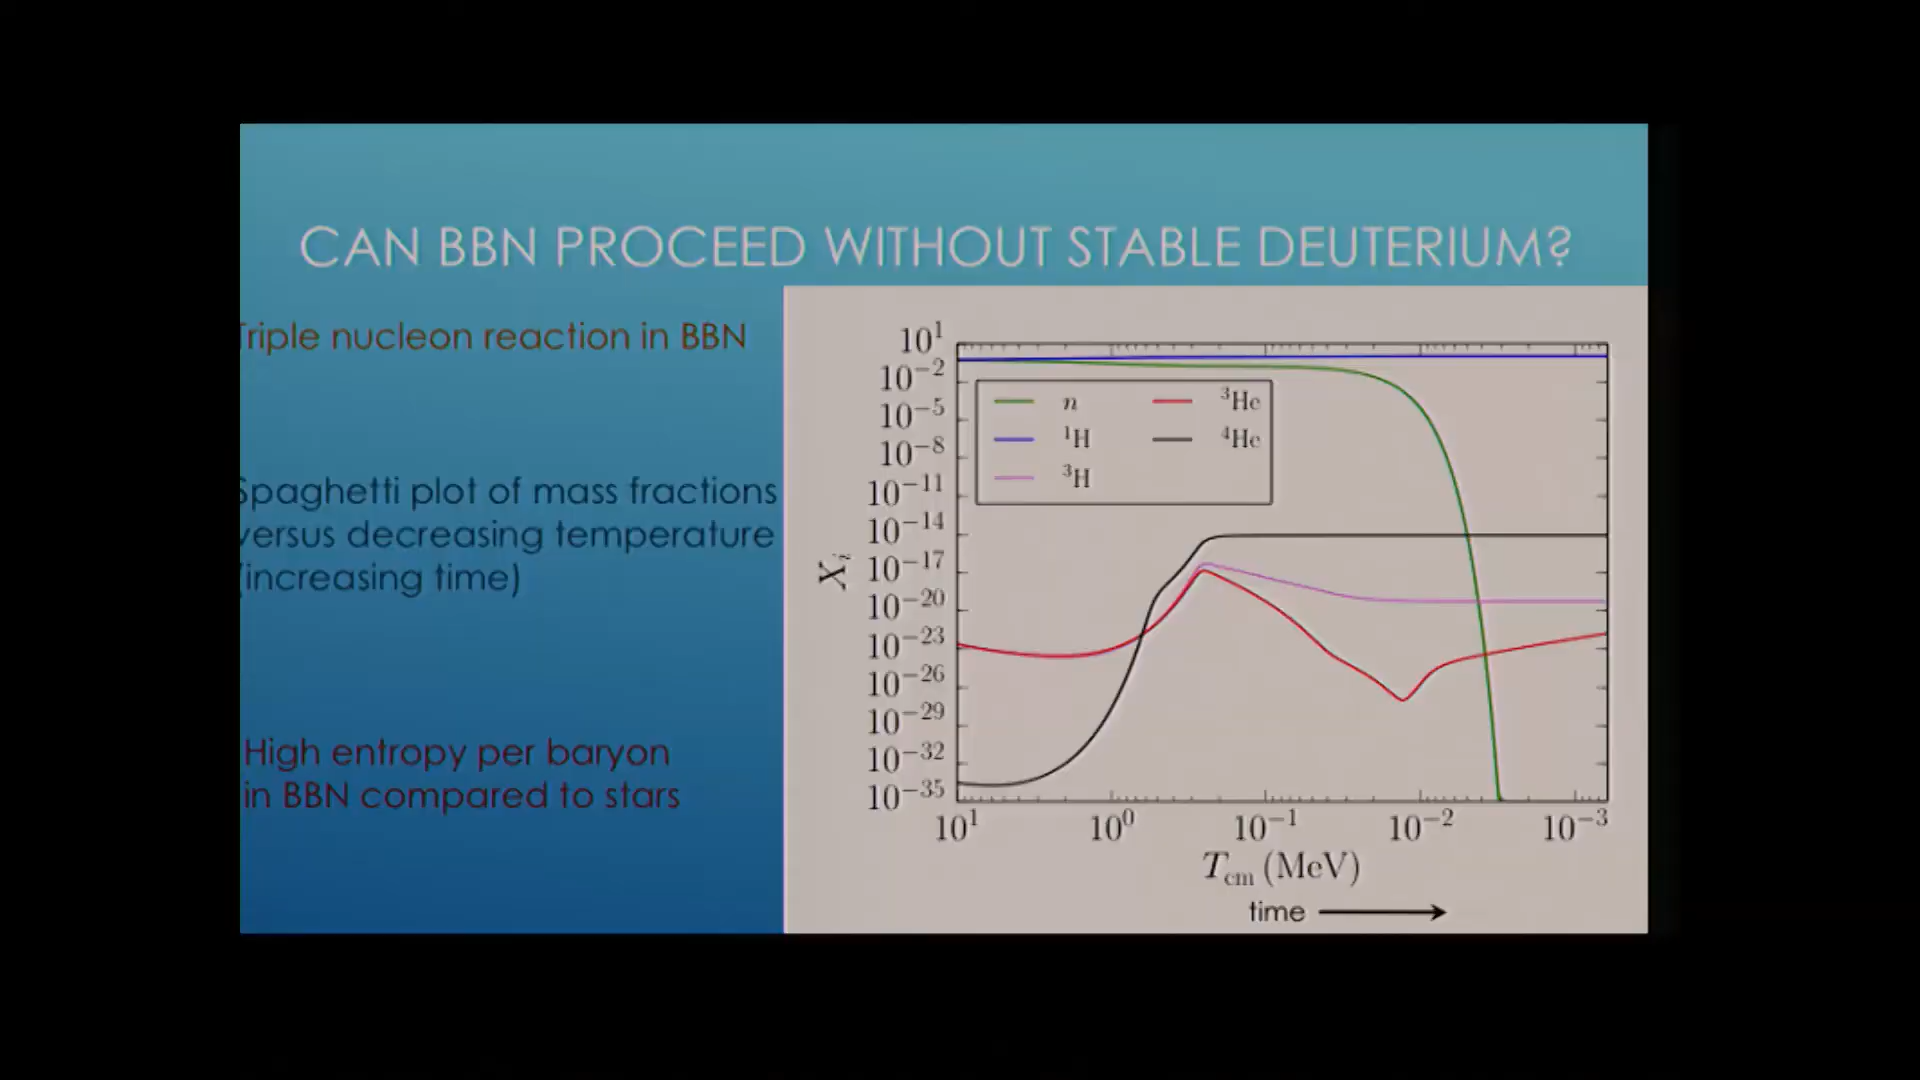 CAN BBN PROCEED WITHOUT STABLE DEUTERIUM?
Triple nucleon reaction in BBN
Spaghetti plot of mass fractions
versus decreasing temperature
(increasing time)
High entropy per baryon
in BBN compared to stars
10^1
10^−2
10^−5
10^−8
10^−11
10^−14
10^−17
10^−20
10^−23
10^−26
10^−29
10^−32
10^−35
X_i
n
^1H
^3H
^3He
^4He
10^1 10^0 10^−1 10^−2 10^−3
T_cm (MeV)
time